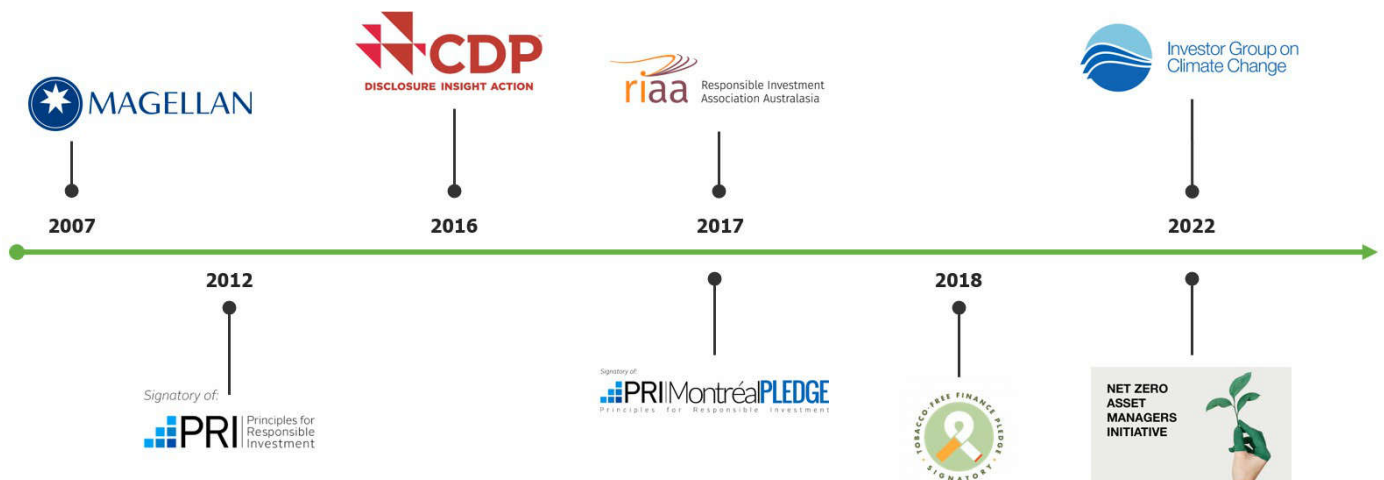 MAGELLAN
CDP
DISCLOSURE INSIGHT ACTION
riaa
Responsible Investment
Association Australasia
Investor Group on
Climate Change
2007
2016
2017
2022
2012
2018
Signatory of:
PRI
Principles for
Responsible
Investment
Signatory of:
PRI|MontréalPLEDGE
Principles for Responsible Investment
TOBACCO-FREE FINANCE PLEDGE
SIGNATORY
NET ZERO
ASSET
MANAGERS
INITIATIVE